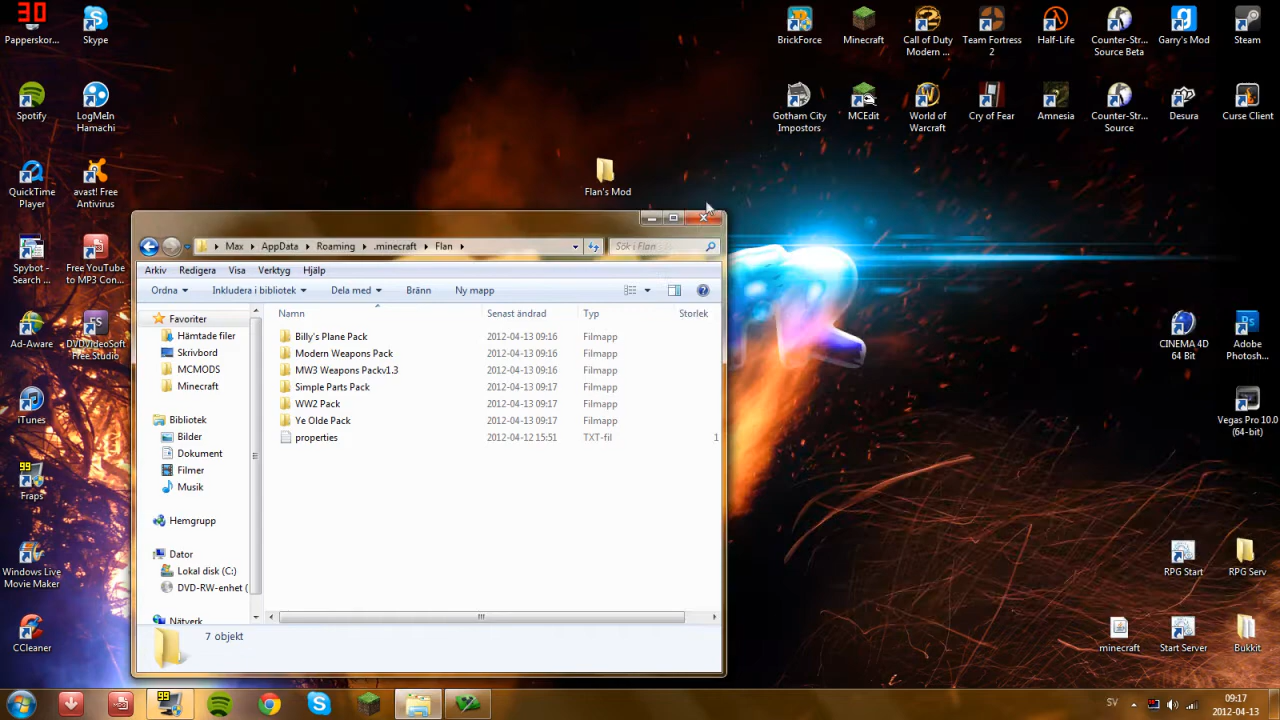 30
Papperskor...
Skype
BrickForce
Minecraft
Call of Duty
Modern ...
Team Fortress
2
Half-Life
Counter-Str...
Source Beta
Garry's Mod
Steam
Spotify
LogMeIn
Hamachi
Gotham City
Impostors
MCEdit
World of
Warcraft
Cry of Fear
Amnesia
Counter-Str...
Source
Desura
Curse Client
QuickTime
Player
avast! Free
Antivirus
Flan's Mod
Spybot -
Search ...
Free YouTube
to MP3 Con...
Max
AppData
Roaming
.minecraft
Flan
Sök i Flan
Arkiv
Redigera
Visa
Verktyg
Hjälp
Ordna
Inkludera i bibliotek
Dela med
Bränn
Ny mapp
Favoriter
Hämtade filer
Skrivbord
MCMODS
Minecraft
Bibliotek
Bilder
Dokument
Filmer
Musik
Hemgrupp
Dator
Lokal disk (C:)
DVD-RW-enhet (
Nätverk
Namn
Senast ändrad
Typ
Storlek
Billy's Plane Pack 2012-04-13 09:16 Filmapp
Modern Weapons Pack 2012-04-13 09:16 Filmapp
MW3 Weapons Packv1.3 2012-04-13 09:16 Filmapp
Simple Parts Pack 2012-04-13 09:17 Filmapp
WW2 Pack 2012-04-13 09:17 Filmapp
Ye Olde Pack 2012-04-13 09:17 Filmapp
properties 2012-04-12 15:51 TXT-fil 1
7 objekt
Ad-Aware
DVDVideoSoft
Free Studio
CINEMA 4D
64 Bit
Adobe
Photosh...
iTunes
Vegas Pro 10.0
(64-bit)
99
Fraps
Windows Live
Movie Maker
RPG Start
RPG Serv
CCleaner
minecraft
Start Server
Bukkit
99
SV
09:17
2012-04-13